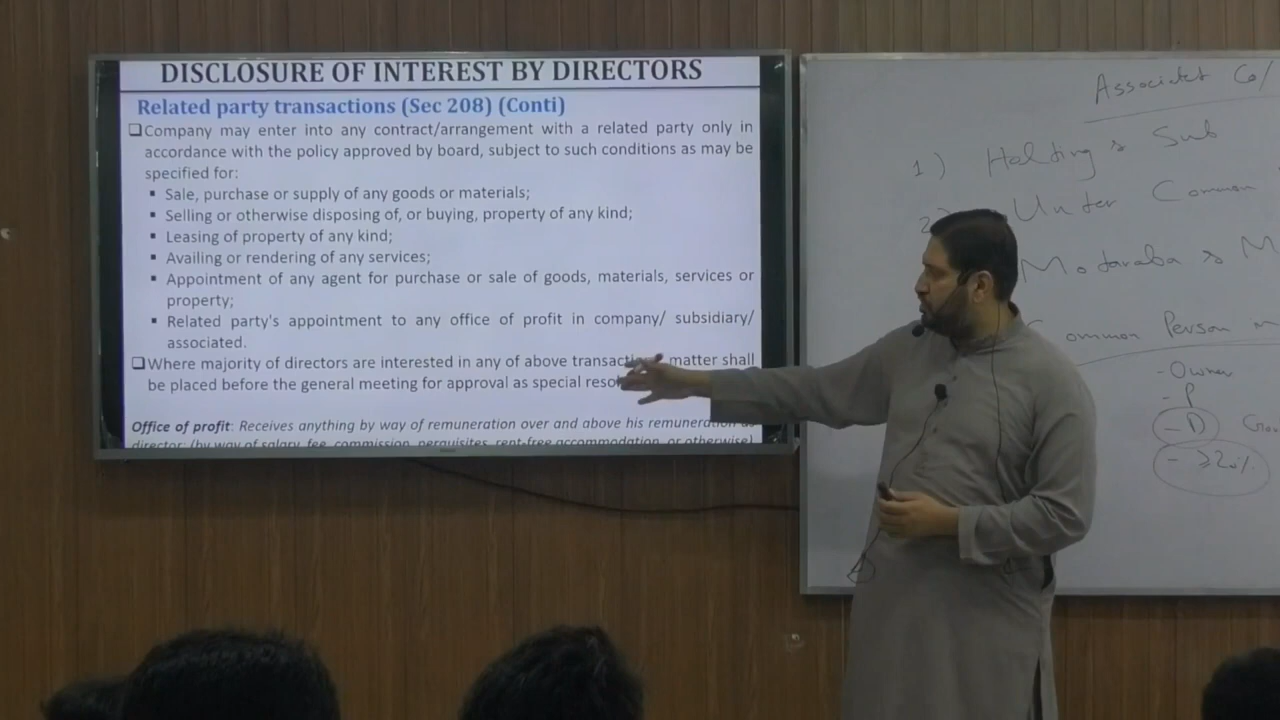 DISCLOSURE OF INTEREST BY DIRECTORS
Related party transactions (Sec 208) (Conti)
❑Company may enter into any contract/arrangement with a related party only in
accordance with the policy approved by board, subject to such conditions as may be
specified for:
▪ Sale, purchase or supply of any goods or materials;
▪ Selling or otherwise disposing of, or buying, property of any kind;
▪ Leasing of property of any kind;
▪ Availing or rendering of any services;
▪ Appointment of any agent for purchase or sale of goods, materials, services or
property;
▪ Related party's appointment to any office of profit in company/ subsidiary/
associated.
❑Where majority of directors are interested in any of above matter shall
be placed before the general meeting for approval as special
Office of profit: Receives anything by way of remuneration over and above his
director: (by way of salary, fee, commission, perquisites, rent-free accommodation, or otherwise)
Co/
1) Holding & Sub
2) Under Common
Modaraba & M
Common Person
- Owner
- P
- D
- ≥20%